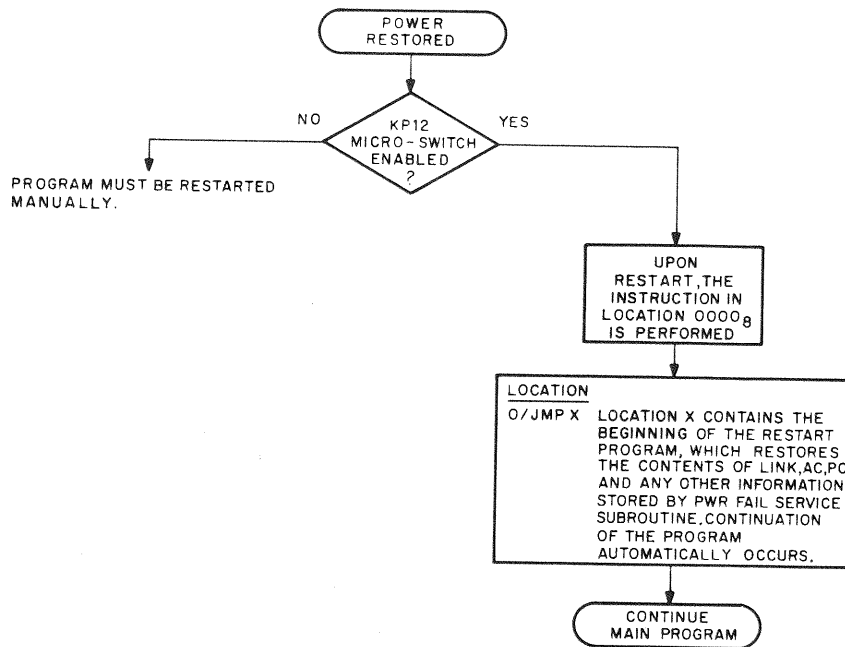 POWER
RESTORED
NO
KP12
MICRO-SWITCH
ENABLED
?
YES
PROGRAM MUST BE RESTARTED
MANUALLY.
UPON
RESTART, THE
INSTRUCTION IN
LOCATION 0000₈
IS PERFORMED
LOCATION
0/JMP X LOCATION X CONTAINS THE
BEGINNING OF THE RESTART
PROGRAM, WHICH RESTORES
THE CONTENTS OF LINK,AC,PC
AND ANY OTHER INFORMATION
STORED BY PWR FAIL SERVICE
SUBROUTINE.CONTINUATION
OF THE PROGRAM
AUTOMATICALLY OCCURS.
CONTINUE
MAIN PROGRAM